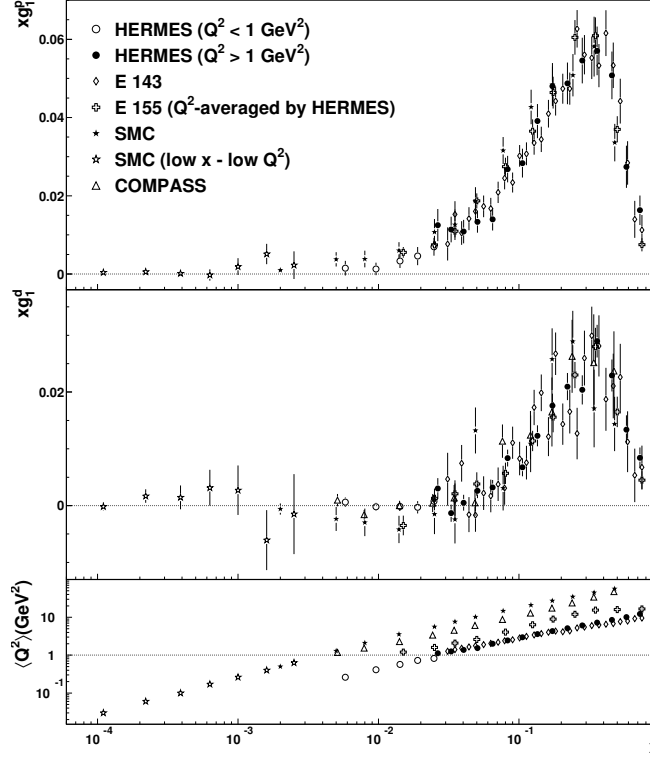 xg₁ᵖ
0.06
0.04
0.02
0
HERMES (Q² < 1 GeV²)
HERMES (Q² > 1 GeV²)
E 143
E 155 (Q²-averaged by HERMES)
SMC
SMC (low x - low Q²)
COMPASS
xg₁ᵈ
0.02
0
⟨Q²⟩(GeV²)
10
1
10⁻¹
10⁻⁴ 10⁻³ 10⁻² 10⁻¹